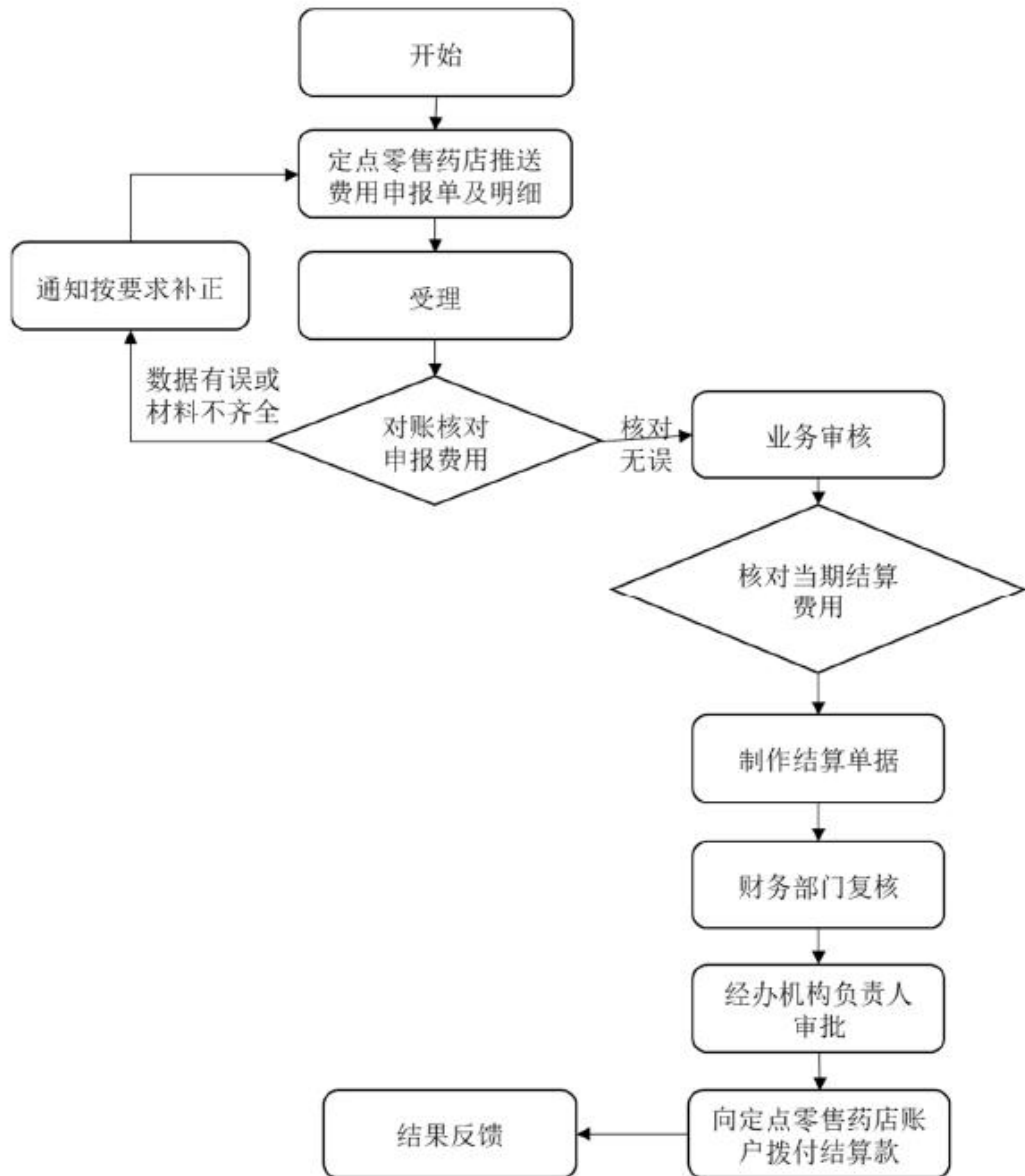 开始
定点零售药店推送
费用申报单及明细
通知按要求补正
受理
数据有误或
材料不齐全
对账核对
申报费用
核对
无误
业务审核
核对当期结算
费用
制作结算单据
财务部门复核
经办机构负责人
审批
向定点零售药店账
户拨付结算款
结果反馈